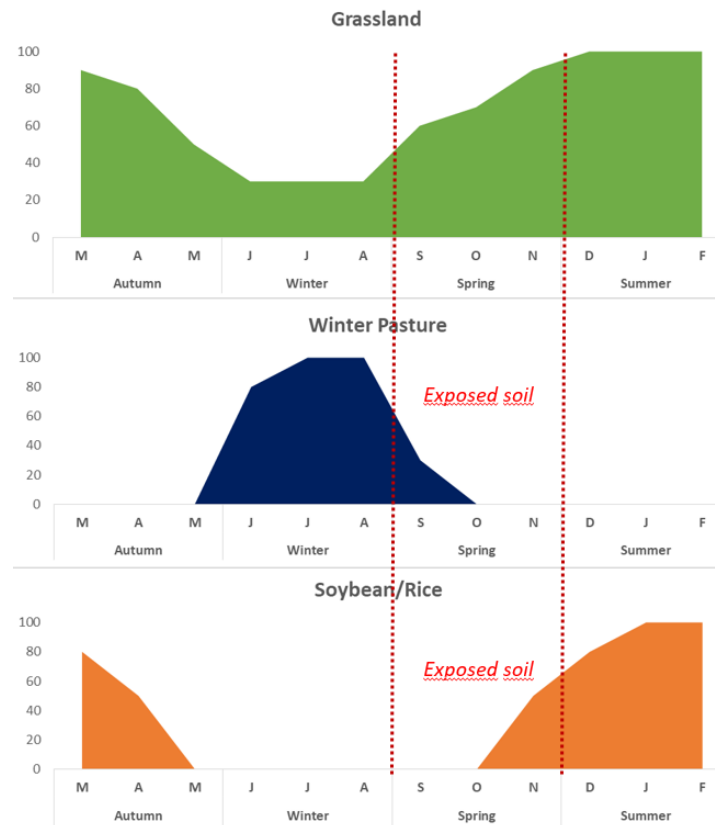 Grassland
100
80
60
40
20
0
M A M J J A S O N D J F
Autumn Winter Spring Summer
Winter Pasture
100
80
60
40
20
0
Exposed soil
M A M J J A S O N D J F
Autumn Winter Spring Summer
Soybean/Rice
100
80
60
40
20
0
Exposed soil
M A M J J A S O N D J F
Autumn Winter Spring Summer